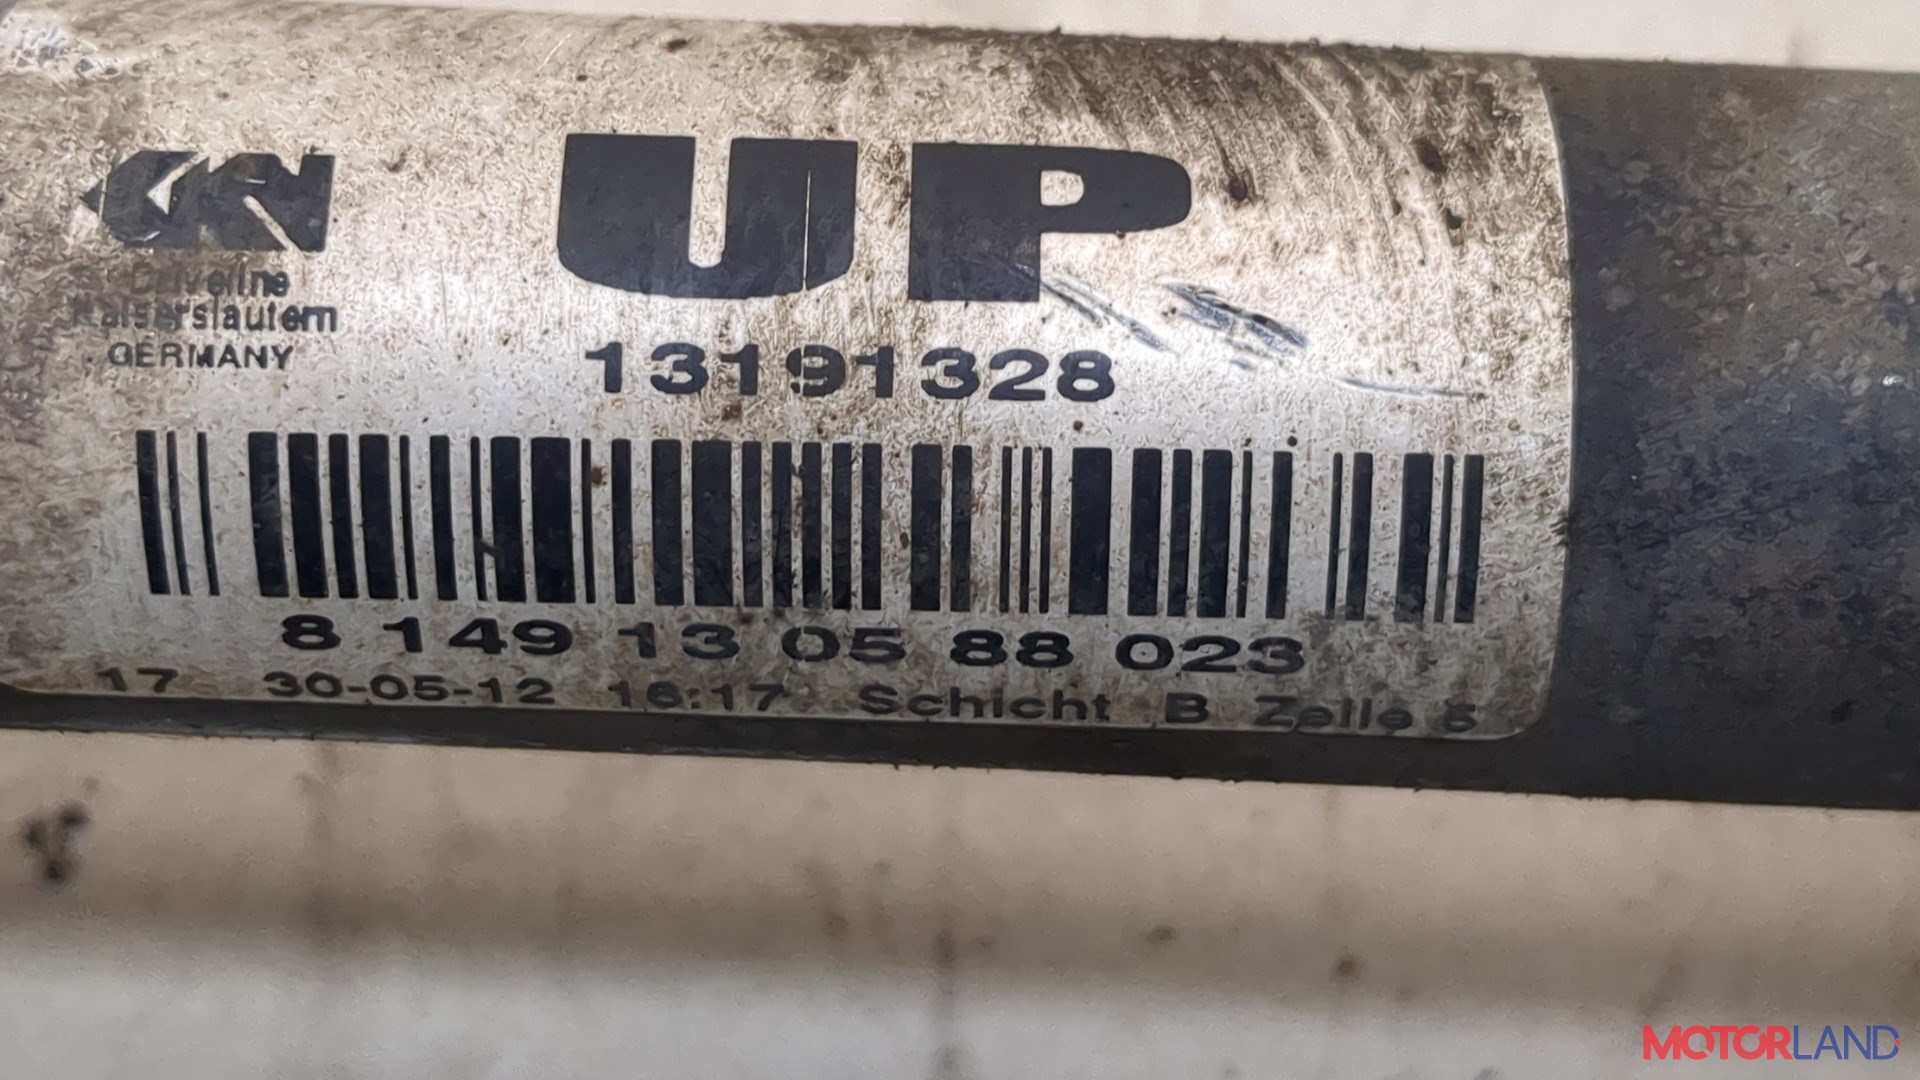 GKN
Driveline
Kaiserslautern
GERMANY
UP
13191328
8 149 13 05 88 023
17 30-05-12 16:17 Schicht B Zelle 5
MOTORLAND